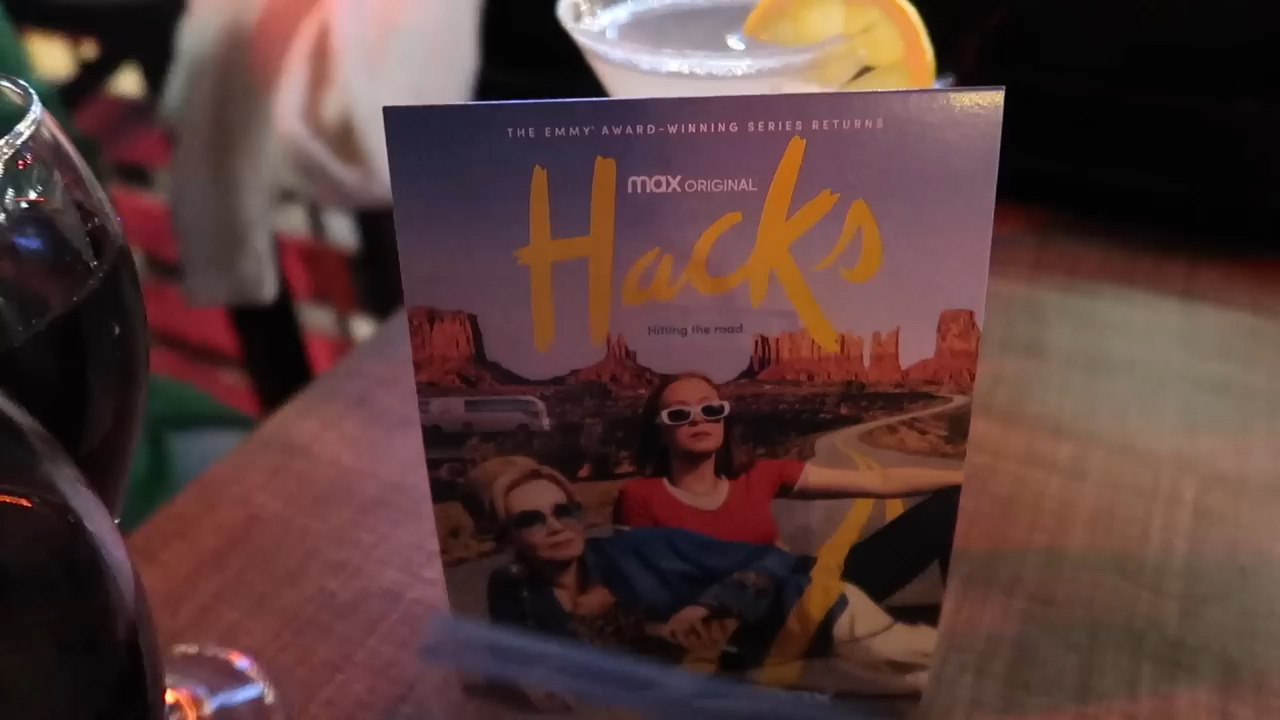 THE EMMY® AWARD-WINNING SERIES RETURNS
max ORIGINAL
Hacks
Hitting the road.